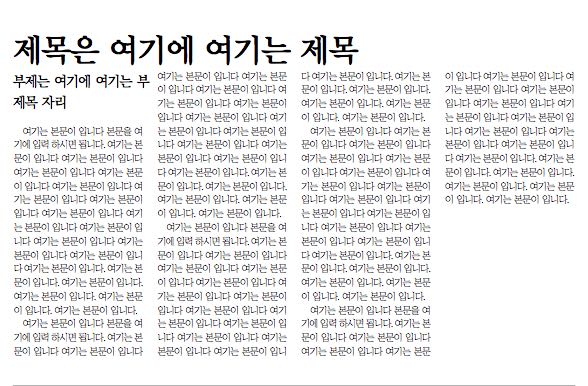 제목은 여기에 여기는 제목
부제는 여기에 여기는 부
제목 자리
여기는 본문이 입니다 본문을 여
기에 입력 하시면 됩니다. 여기는 본
문이 입니다 여기는 본문이 입니다
여기는 본문이 입니다 여기는 본문
이 입니다 여기는 본문이 입니다 여
기는 본문이 입니다 여기는 본문이
입니다 여기는 본문이 입니다 여기
는 본문이 입니다 여기는 본문이 입
니다 여기는 본문이 입니다 여기는
본문이 입니다 여기는 본문이 입니
다 여기는 본문이 입니다. 여기는 본
문이 입니다. 여기는 본문이 입니다.
여기는 본문이 입니다. 여기는 본문
이 입니다. 여기는 본문이 입니다.
여기는 본문이 입니다 본문을 여
기에 입력 하시면 됩니다. 여기는 본
문이 입니다 여기는 본문이 입니다
여기는 본문이 입니다 여기는 본문
이 입니다 여기는 본문이 입니다 여
기는 본문이 입니다 여기는 본문이
입니다 여기는 본문이 입니다 여기
는 본문이 입니다 여기는 본문이 입
니다 여기는 본문이 입니다 여기는
본문이 입니다 여기는 본문이 입니
다 여기는 본문이 입니다. 여기는 본
문이 입니다. 여기는 본문이 입니다.
여기는 본문이 입니다. 여기는 본문
이 입니다. 여기는 본문이 입니다.
여기는 본문이 입니다 본문을 여
기에 입력 하시면 됩니다. 여기는 본
문이 입니다 여기는 본문이 입니다
여기는 본문이 입니다 여기는 본문
이 입니다 여기는 본문이 입니다 여
기는 본문이 입니다 여기는 본문이
입니다 여기는 본문이 입니다 여기
는 본문이 입니다 여기는 본문이 입
니다 여기는 본문이 입니다 여기는
본문이 입니다 여기는 본문이 입니
다 여기는 본문이 입니다. 여기는 본
문이 입니다. 여기는 본문이 입니다.
여기는 본문이 입니다. 여기는 본문
이 입니다. 여기는 본문이 입니다.
여기는 본문이 입니다 본문을 여
기에 입력 하시면 됩니다. 여기는 본
문이 입니다 여기는 본문이 입니다
여기는 본문이 입니다 여기는 본문
이 입니다 여기는 본문이 입니다 여
기는 본문이 입니다 여기는 본문이
입니다 여기는 본문이 입니다 여기
는 본문이 입니다 여기는 본문이 입
니다 여기는 본문이 입니다 여기는
본문이 입니다 여기는 본문이 입니
다 여기는 본문이 입니다. 여기는 본
문이 입니다. 여기는 본문이 입니다.
여기는 본문이 입니다. 여기는 본문
이 입니다. 여기는 본문이 입니다.
여기는 본문이 입니다 본문을 여
기에 입력 하시면 됩니다. 여기는 본
문이 입니다 여기는 본문이 입니다
여기는 본문이 입니다 여기는 본문
이 입니다 여기는 본문이 입니다 여
기는 본문이 입니다 여기는 본문이
입니다 여기는 본문이 입니다 여기
는 본문이 입니다 여기는 본문이 입
니다 여기는 본문이 입니다 여기는
본문이 입니다 여기는 본문이 입니
다 여기는 본문이 입니다. 여기는 본
문이 입니다. 여기는 본문이 입니다.
여기는 본문이 입니다. 여기는 본문
이 입니다. 여기는 본문이 입니다.